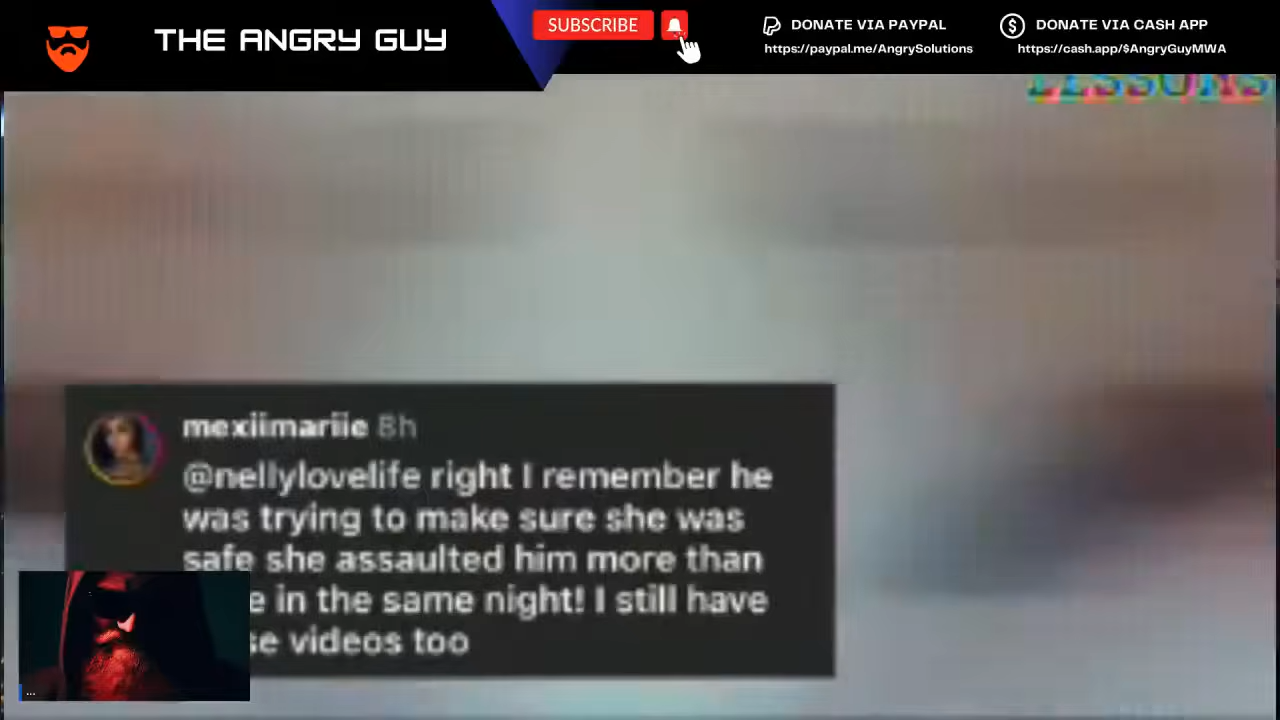 THE ANGRY GUY
SUBSCRIBE
DONATE VIA PAYPAL
https://paypal.me/AngrySolutions
DONATE VIA CASH APP
https://cash.app/$AngryGuyMWA
LESSONS
mexiimariie 8h
@nellylovelife right I remember he
was trying to make sure she was
safe she assaulted him more than
in the same night! I still have
videos too
...